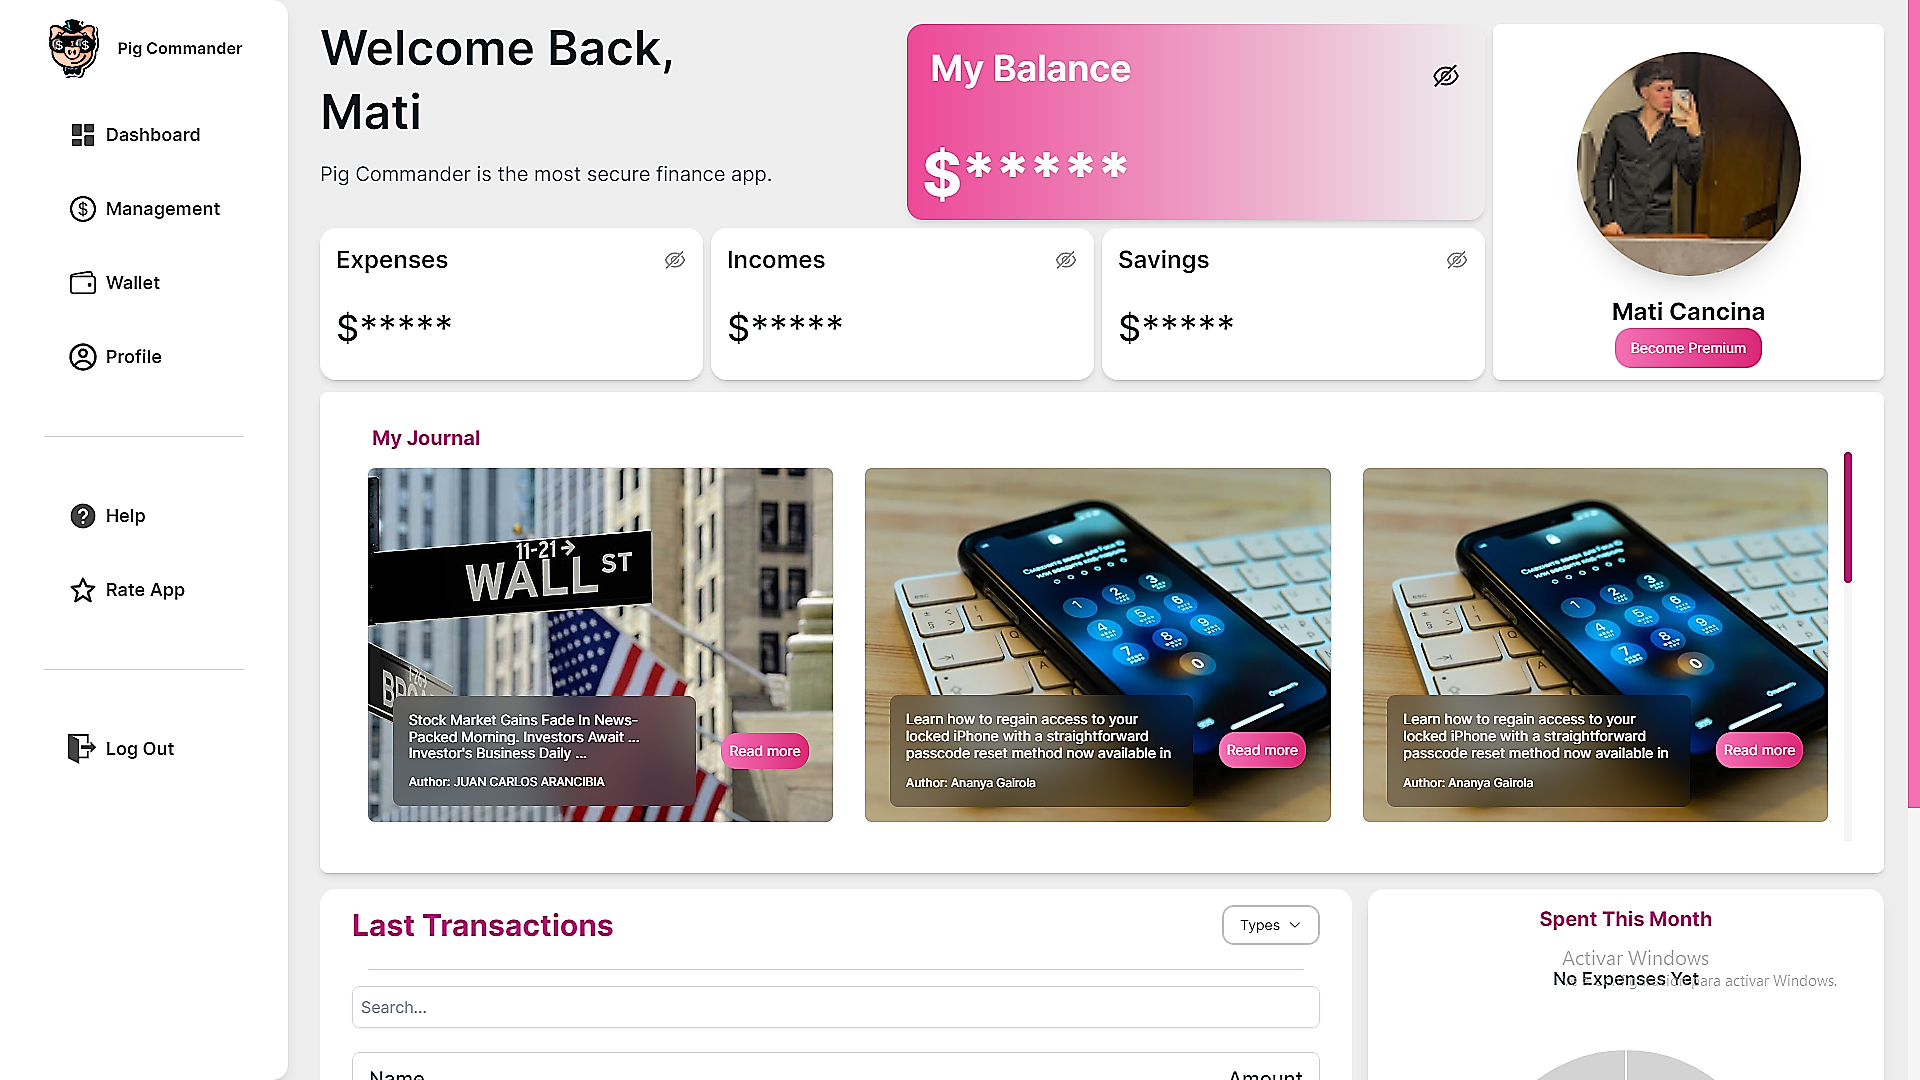 Pig Commander
Dashboard
Management
Wallet
Profile
Help
Rate App
Log Out
Welcome Back,
Mati
Pig Commander is the most secure finance app.
My Balance
$*****
Expenses
$*****
Incomes
$*****
Savings
$*****
Mati Cancina
Become Premium
My Journal
11-21
WALL ST
Stock Market Gains Fade In News-
Packed Morning. Investors Await ...
Investor's Business Daily ...
Author: JUAN CARLOS ARANCIBIA
Read more
Learn how to regain access to your
locked iPhone with a straightforward
passcode reset method now available in
Author: Ananya Gairola
Read more
Learn how to regain access to your
locked iPhone with a straightforward
passcode reset method now available in
Author: Ananya Gairola
Read more
Last Transactions
Types
Search...
Name Amount
Spent This Month
Activar Windows
No Expenses Yet
para activar Windows.